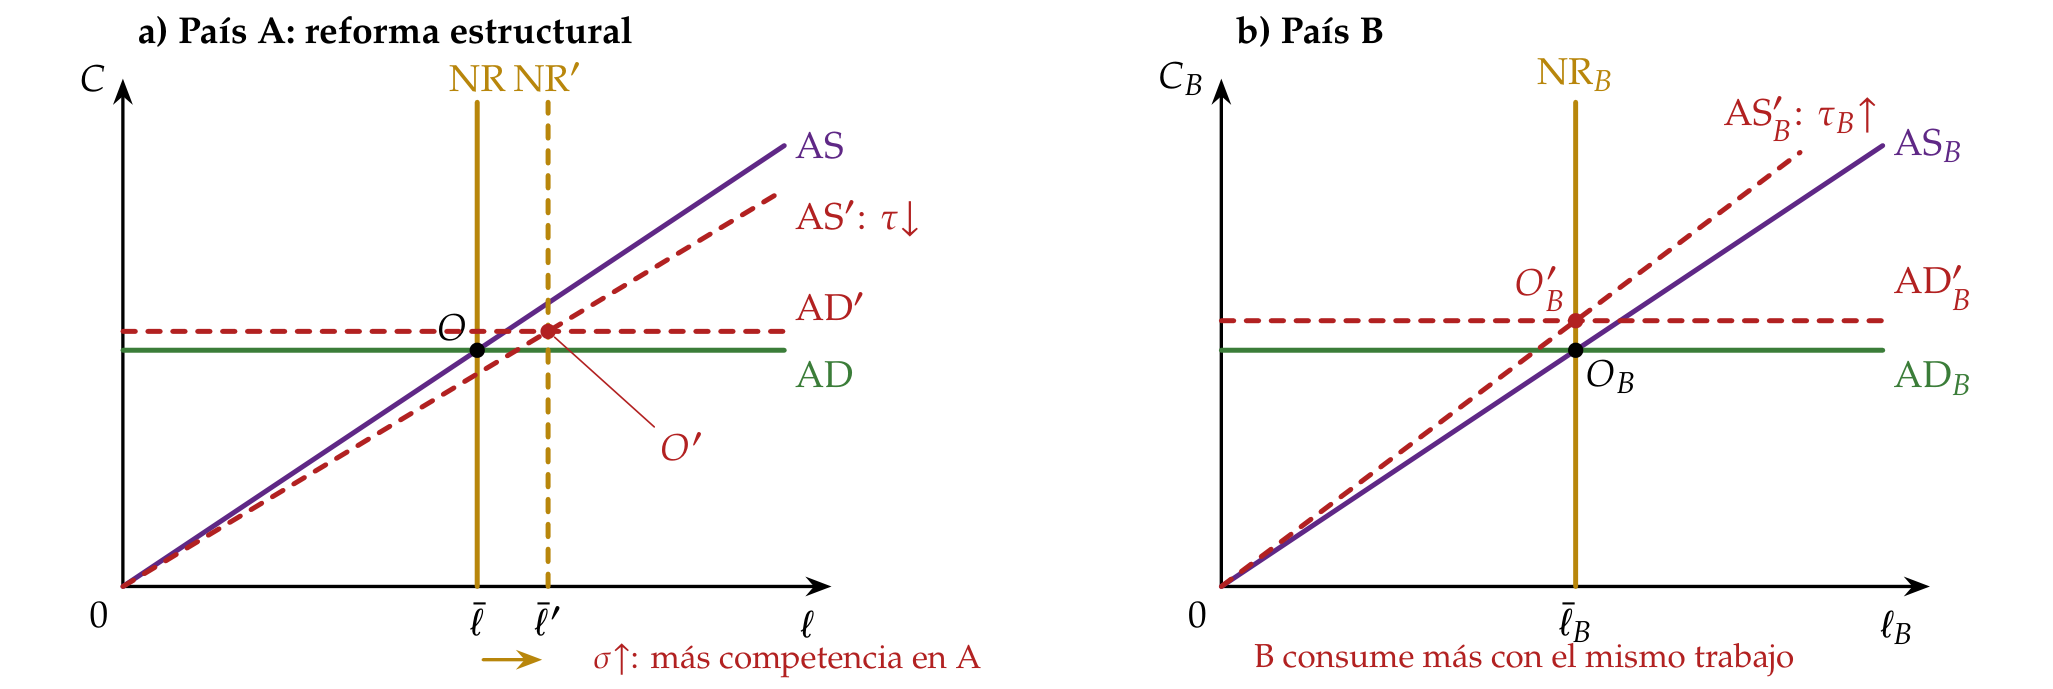 a) País A: reforma estructural
C
NR NR′
AS
AS′: τ↓
AD′
O
AD
O′
0
ℓ̄
ℓ̄′
ℓ
σ↑: más competencia en A
b) País B
C_B
NR_B
AS′_B: τ_B↑
AS_B
O′_B
AD′_B
O_B
AD_B
0
ℓ̄_B
ℓ_B
B consume más con el mismo trabajo